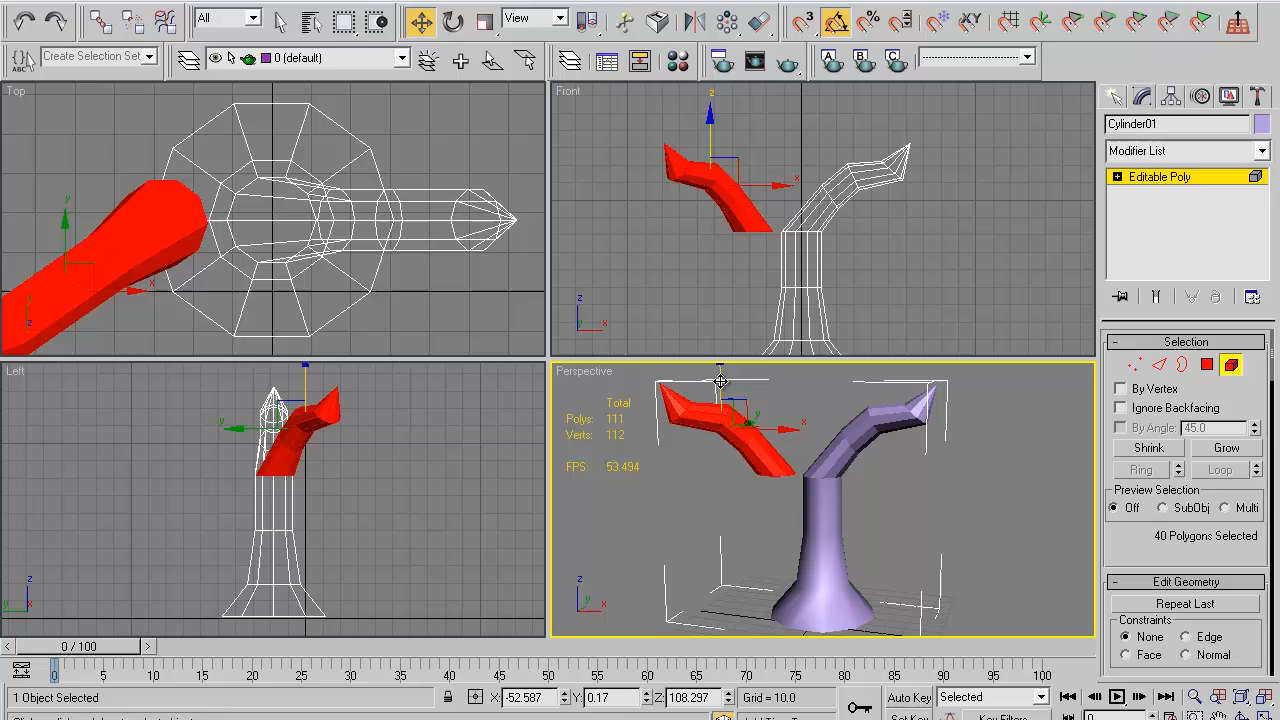 All
View
3
%
XY
ABC
Create Selection Set
0 (default)
A
B
C
Top
Front
Left
Perspective
z
x
y
x
z
x
y
z
z
y
x
Total
Polys: 111
Verts: 112
FPS: 53.494
y
x
z
x
Cylinder01
Modifier List
Editable Poly
Selection
By Vertex
Ignore Backfacing
By Angle: 45.0
Shrink
Grow
Ring
Loop
Preview Selection
Off
SubObj
Multi
40 Polygons Selected
Edit Geometry
Repeat Last
Constraints
None
Edge
Face
Normal
0 / 100
0 5 10 15 20 25 30 35 40 45 50 55 60 65 70 75 80 85 90 95 100
1 Object Selected
X: -52.587
Y: 0.17
Z: 108.297
Grid = 10.0
Auto Key
Selected
Set Key
Key Filters...
0